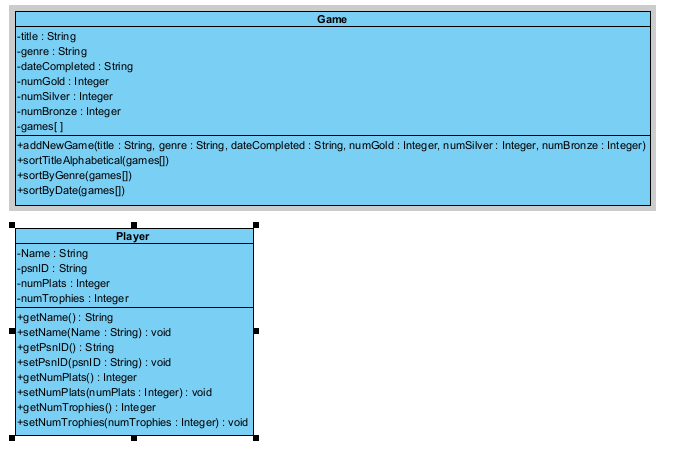 Game
-title : String
-genre : String
-dateCompleted : String
-numGold : Integer
-numSilver : Integer
-numBronze : Integer
-games[ ]
+addNewGame(title : String, genre : String, dateCompleted : String, numGold : Integer, numSilver : Integer, numBronze : Integer)
+sortTitleAlphabetical(games[])
+sortByGenre(games[])
+sortByDate(games[])
Player
-Name : String
-psnID : String
-numPlats : Integer
-numTrophies : Integer
+getName() : String
+setName(Name : String) : void
+getPsnID() : String
+setPsnID(psnID : String) : void
+getNumPlats() : Integer
+setNumPlats(numPlats : Integer) : void
+getNumTrophies() : Integer
+setNumTrophies(numTrophies : Integer) : void